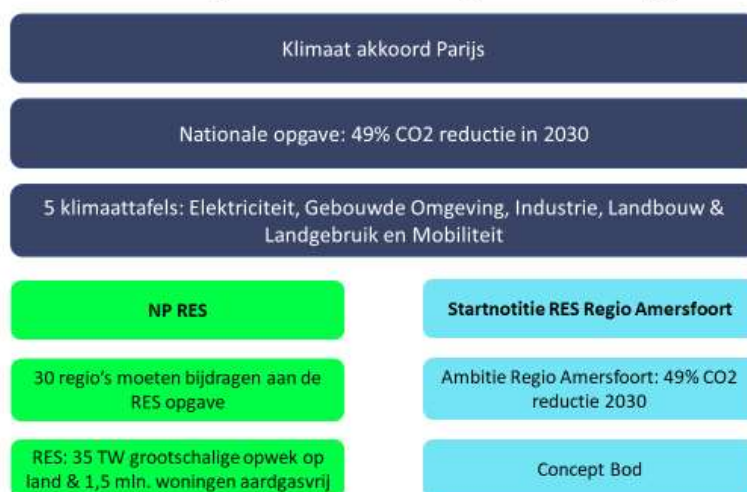 Klimaat akkoord Parijs
Nationale opgave: 49% CO2 reductie in 2030
5 klimaattafels: Elektriciteit, Gebouwde Omgeving, Industrie, Landbouw &
Landgebruik en Mobiliteit
NP RES
30 regio's moeten bijdragen aan de
RES opgave
RES: 35 TW grootschalige opwek op
land & 1,5 mln. woningen aardgasvrij
Startnotitie RES Regio Amersfoort
Ambitie Regio Amersfoort: 49% CO2
reductie 2030
Concept Bod